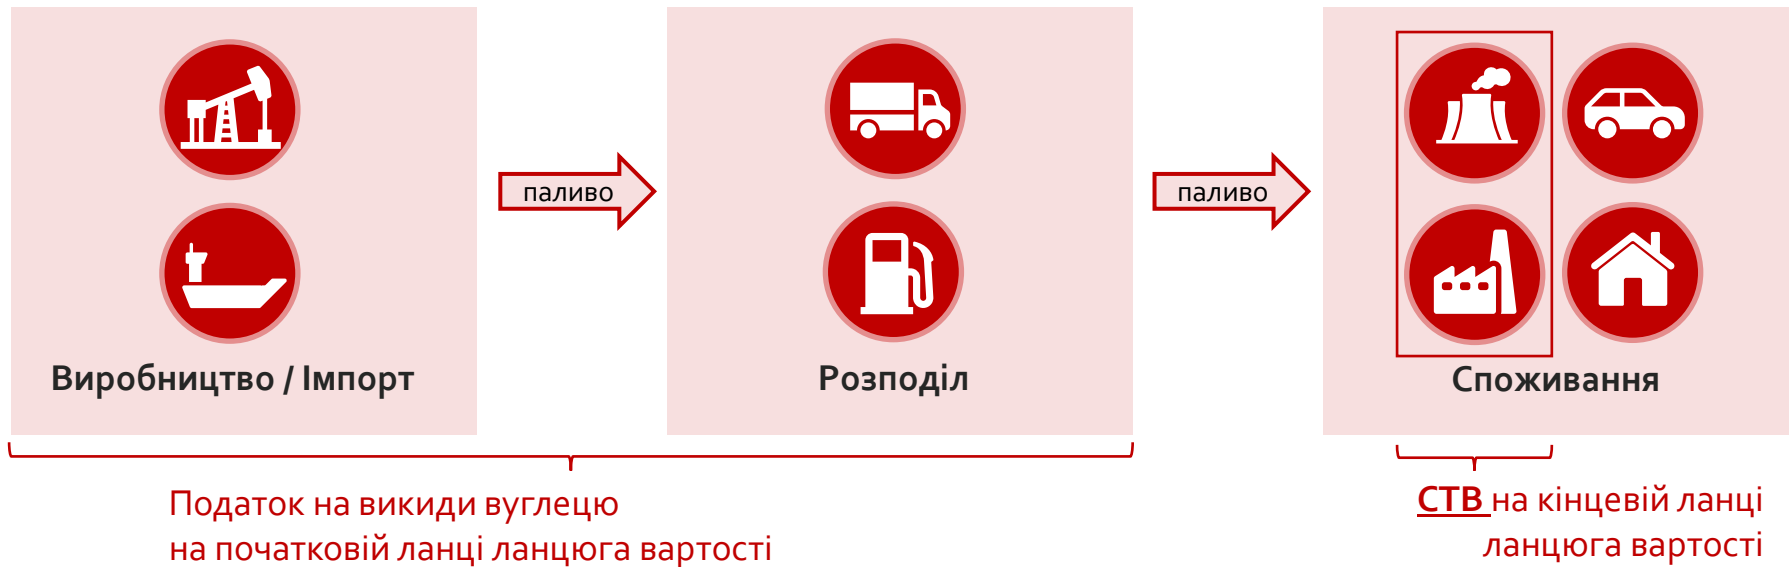 паливо
паливо
Виробництво / Імпорт
Розподіл
Споживання
Податок на викиди вуглецю
на початковій ланці ланцюга вартості
СТВ на кінцевій ланці
ланцюга вартості